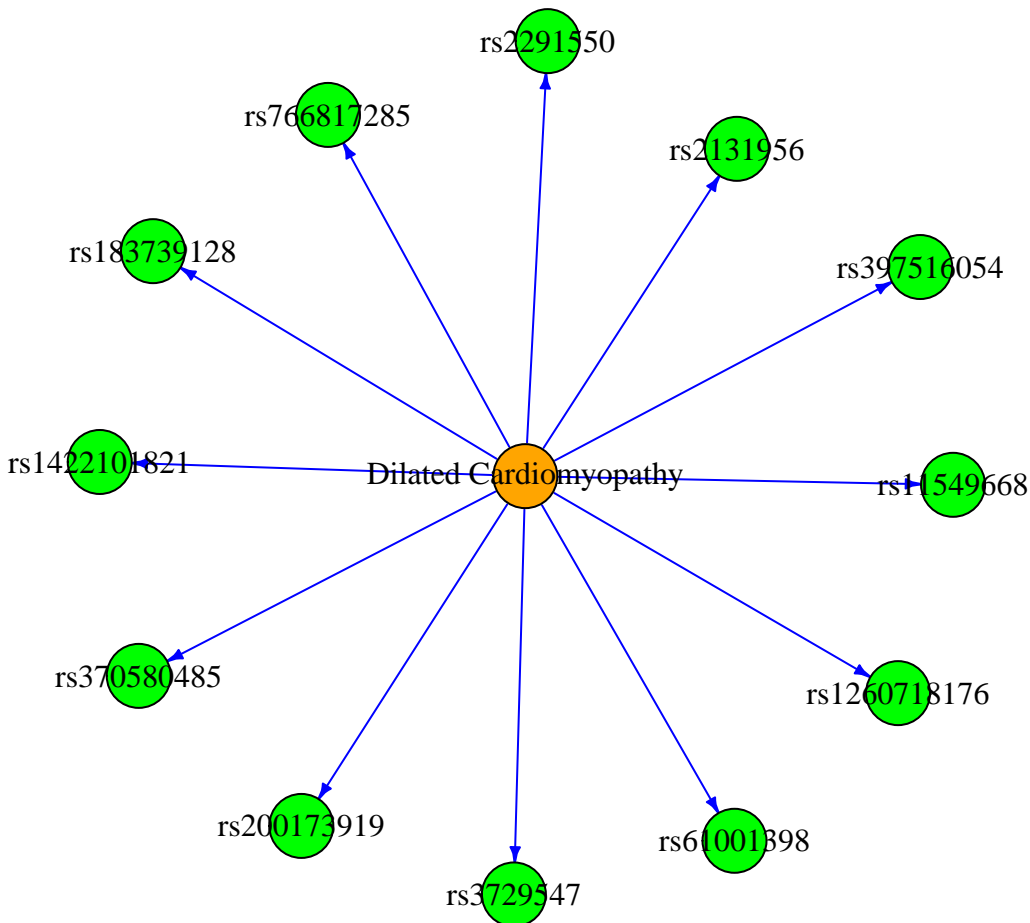 rs2291550
rs766817285
rs2131956
rs183739128
rs397516054
rs1422101821
Dilated Cardiomyopathy
rs11549668
rs370580485
rs1260718176
rs200173919
rs61001398
rs3729547